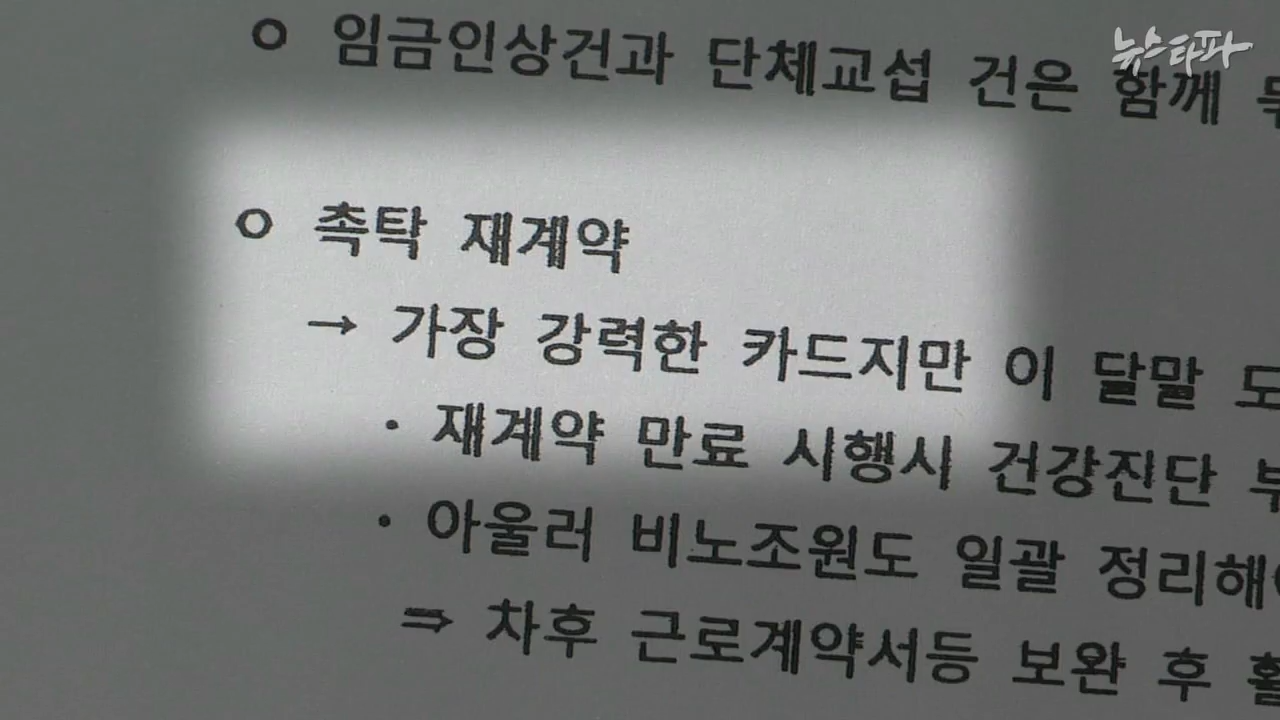 뉴스타파
ㅇ 임금인상건과 단체교섭 건은 함께
ㅇ 촉탁 재계약
→ 가장 강력한 카드지만 이 달말
· 재계약 만료 시행시 건강진단
· 아울러 비노조원도 일괄
⇒ 차후 근로계약서등 보완 후